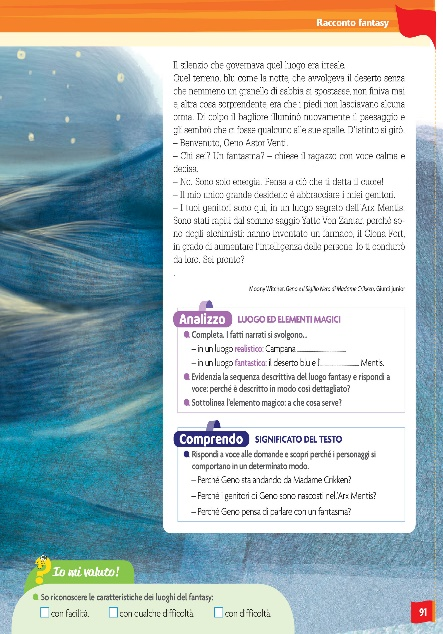 Racconto fantasy
Il silenzio che governava quel luogo era irreale.
Quel terreno, blu come la notte, che avvolgeva il deserto senza
che nemmeno un granello di sabbia si spostasse, non finiva mai
e altra cosa sorprendente, era che i piedi non lasciavano alcuna
orma. Di colpo il bagliore illuminò nuovamente il paesaggio e
gli sembrò che ci fosse qualcuno alle sue spalle. D'istinto si girò.
– Benvenuto, Geno Astor Venti.
– Chi sei? Un fantasma? – chiese il ragazzo con voce calma e
decisa.
– No. Sono solo energia. Pensa a ciò che ti detta il cuore!
– Il mio unico grande desiderio è abbracciare i miei genitori.
– I tuoi genitori sono qui, in un luogo segreto dell'Arx Mentis.
Sono stati rapiti dal sommo saggio Yatto Von Zantar perché so-
no degli alchimisti: hanno inventato un farmaco, il
in grado di aumentare l'intelligenza delle persone. Io ti condurrò
da loro. Sei pronto?
.
Moony Witcher, Geno e il Sigillo Nero di Madame Crikken, Giunti Junior
Analizzo LUOGO ED ELEMENTI MAGICI
Completa. I fatti narrati si svolgono...
– in un luogo realistico: Campana
– in un luogo fantastico: il deserto blu e l' Mentis.
Evidenzia la sequenza descrittiva del luogo fantasy e rispondi a
voce: perché è descritto in modo così dettagliato?
Sottolinea l'elemento magico: a che cosa serve?
Comprendo SIGNIFICATO DEL TESTO
Rispondi a voce alle domande e scopri perché i personaggi si
comportano in un determinato modo.
– Perché Geno sta andando da Madame Crikken?
– Perché i genitori di Geno sono nascosti nell'Arx Mentis?
– Perché Geno pensa di parlare con un fantasma?
Io mi valuto!
So riconoscere le caratteristiche dei luoghi del fantasy:
con facilità. con qualche difficoltà. con difficoltà.
91